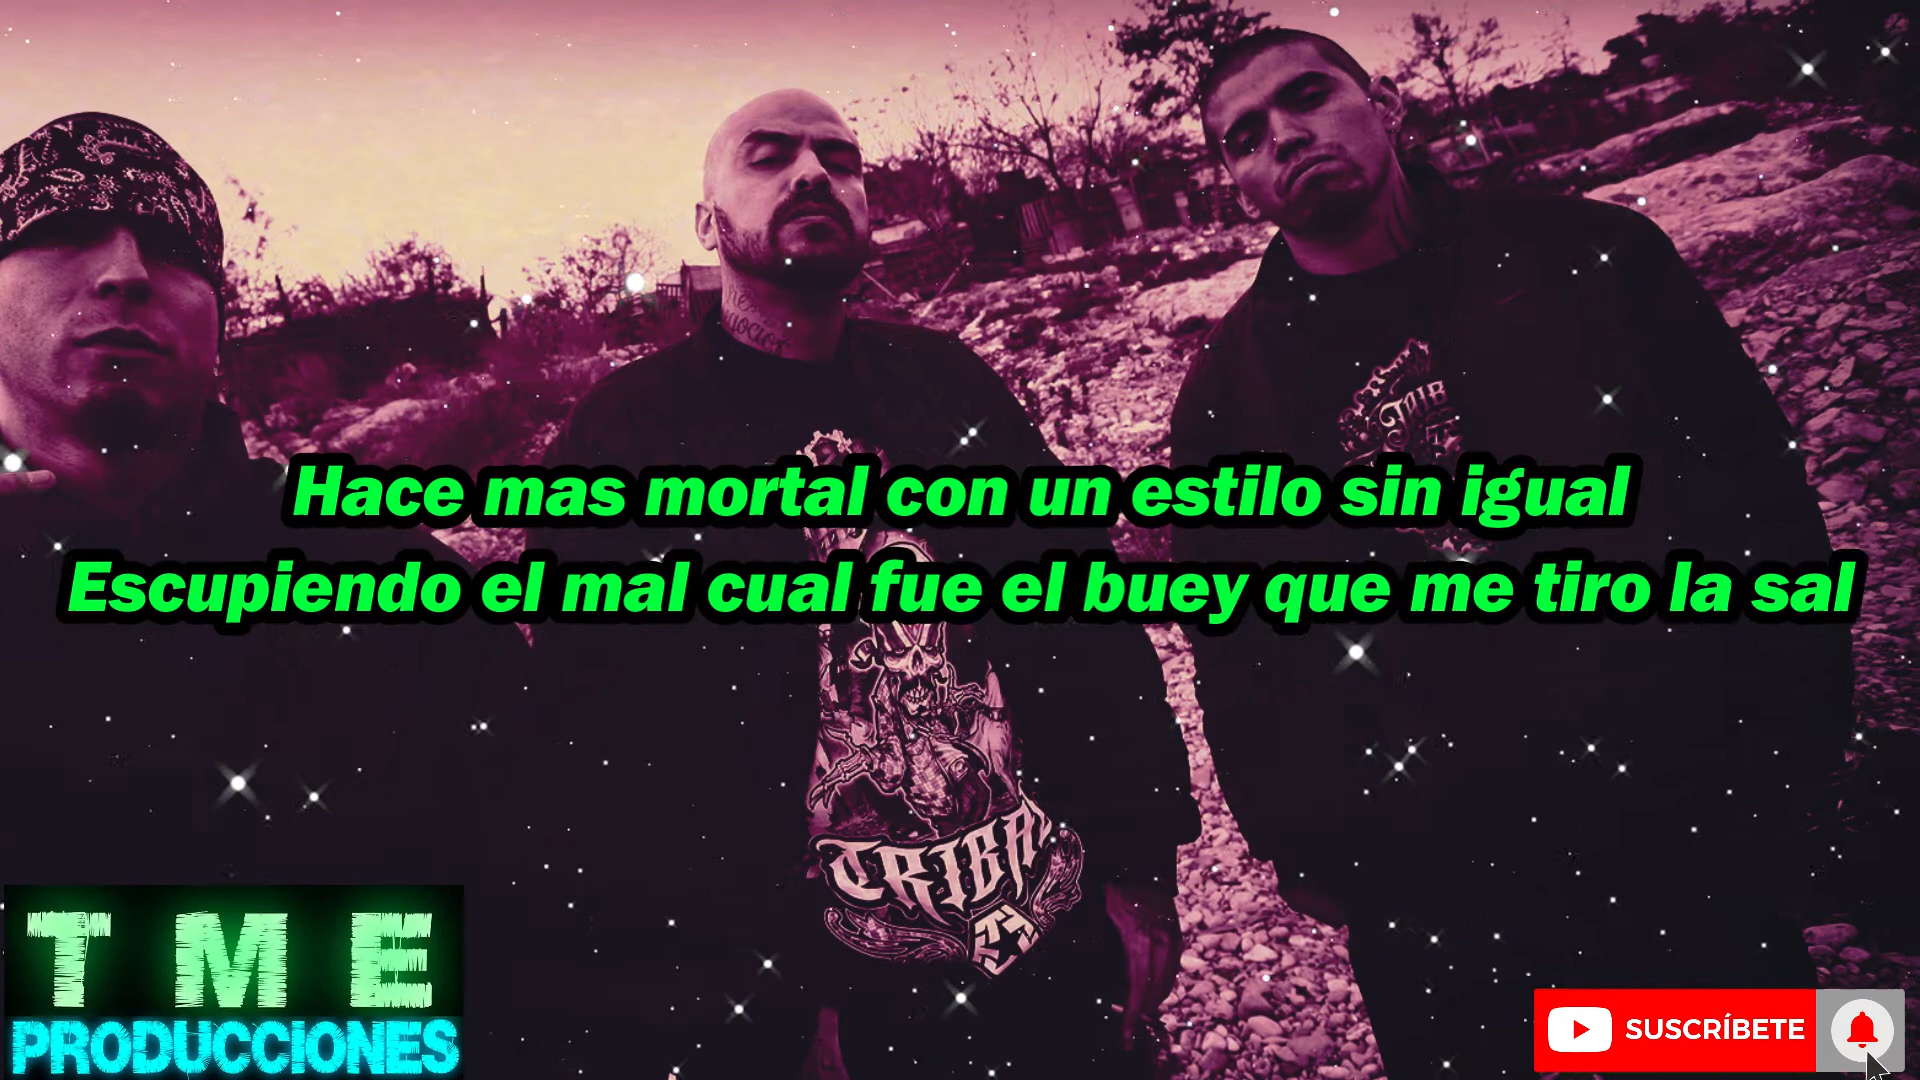 Hace mas mortal con un estilo sin igual
Escupiendo el mal cual fue el buey que me tiro la sal
TRIBAL
T M E
PRODUCCIONES
SUSCRÍBETE